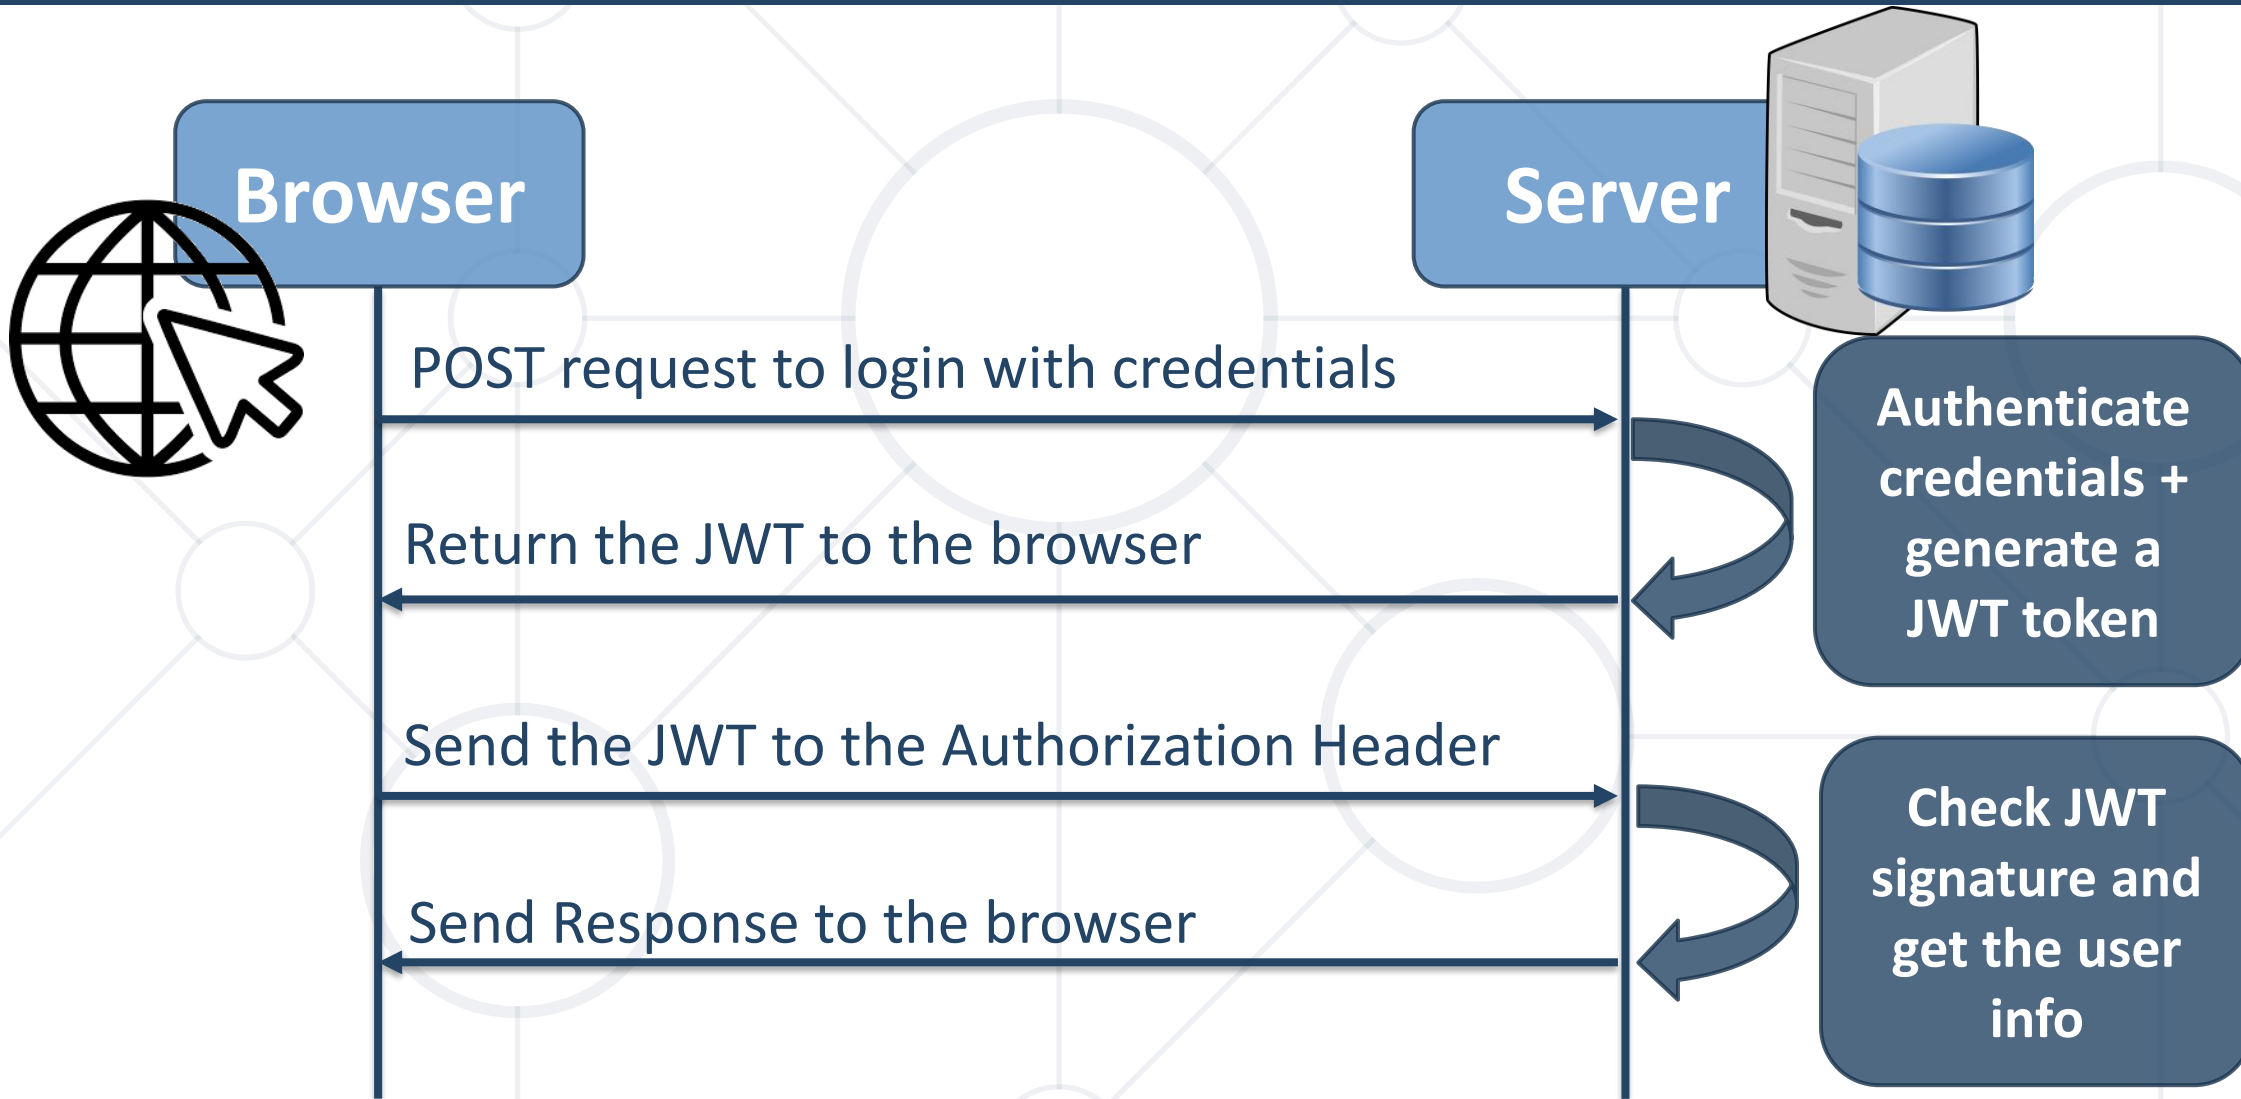 Browser
Server
POST request to login with credentials
Authenticate
credentials +
generate a
JWT token
Return the JWT to the browser
Send the JWT to the Authorization Header
Check JWT
signature and
get the user
info
Send Response to the browser